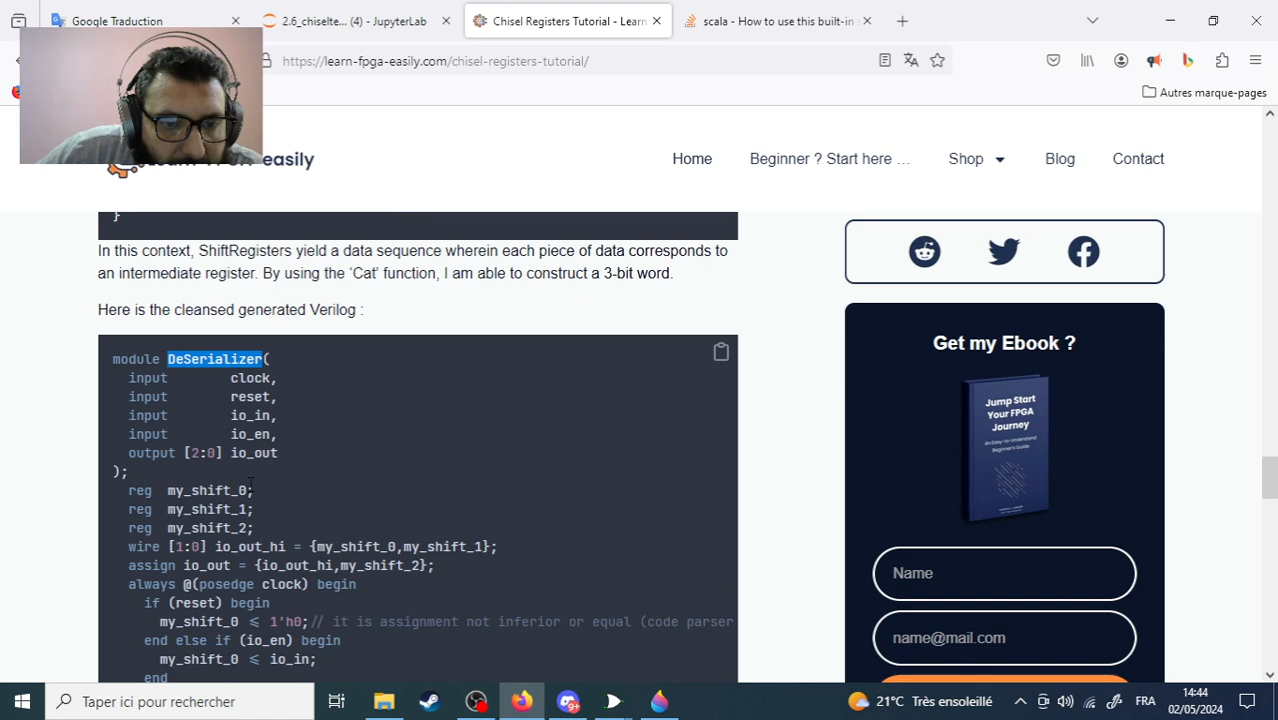 Google Traduction
2.6_chiselte... (4) - JupyterLab
Chisel Registers Tutorial - Learn
scala - How to use this built-in
https://learn-fpga-easily.com/chisel-registers-tutorial/
Autres marque-pages
easily
Home
Beginner ? Start here ...
Shop
Blog
Contact
}
In this context, ShiftRegisters yield a data sequence wherein each piece of data corresponds to
an intermediate register. By using the ‘Cat’ function, I am able to construct a 3-bit word.
Here is the cleansed generated Verilog :
module DeSerializer(
input clock,
input reset,
input io_in,
input io_en,
output [2:0] io_out
);
reg my_shift_0;
reg my_shift_1;
reg my_shift_2;
wire [1:0] io_out_hi = {my_shift_0,my_shift_1};
assign io_out = {io_out_hi,my_shift_2};
always @(posedge clock) begin
if (reset) begin
my_shift_0 <= 1'h0;// it is assignment not inferior or equal (code parser
end else if (io_en) begin
my_shift_0 <= io_in;
end
Get my Ebook ?
Jump Start
Your FPGA
Journey
An Easy-to-Understand
Beginner's Guide
Name
name@mail.com
Taper ici pour rechercher
21°C Très ensoleillé
FRA
14:44
02/05/2024